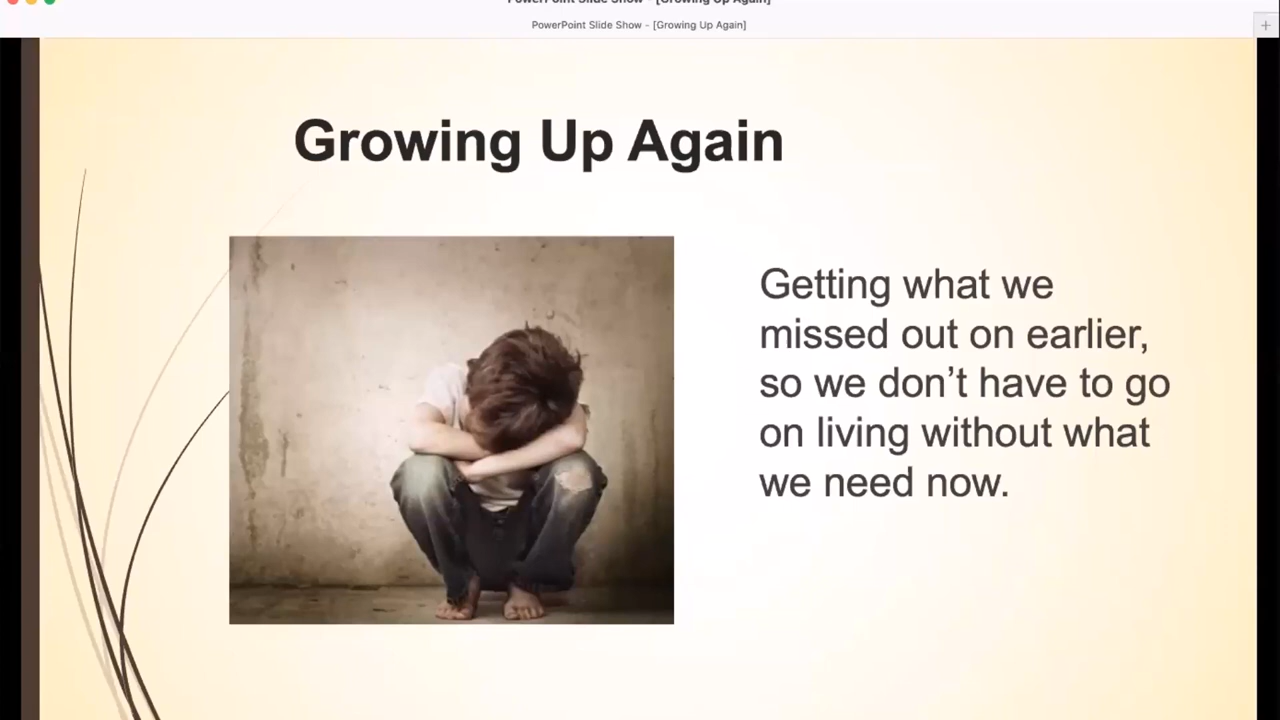 PowerPoint Slide Show - [Growing Up Again]
PowerPoint Slide Show - [Growing Up Again]
Growing Up Again
Getting what we
missed out on earlier,
so we don’t have to go
on living without what
we need now.